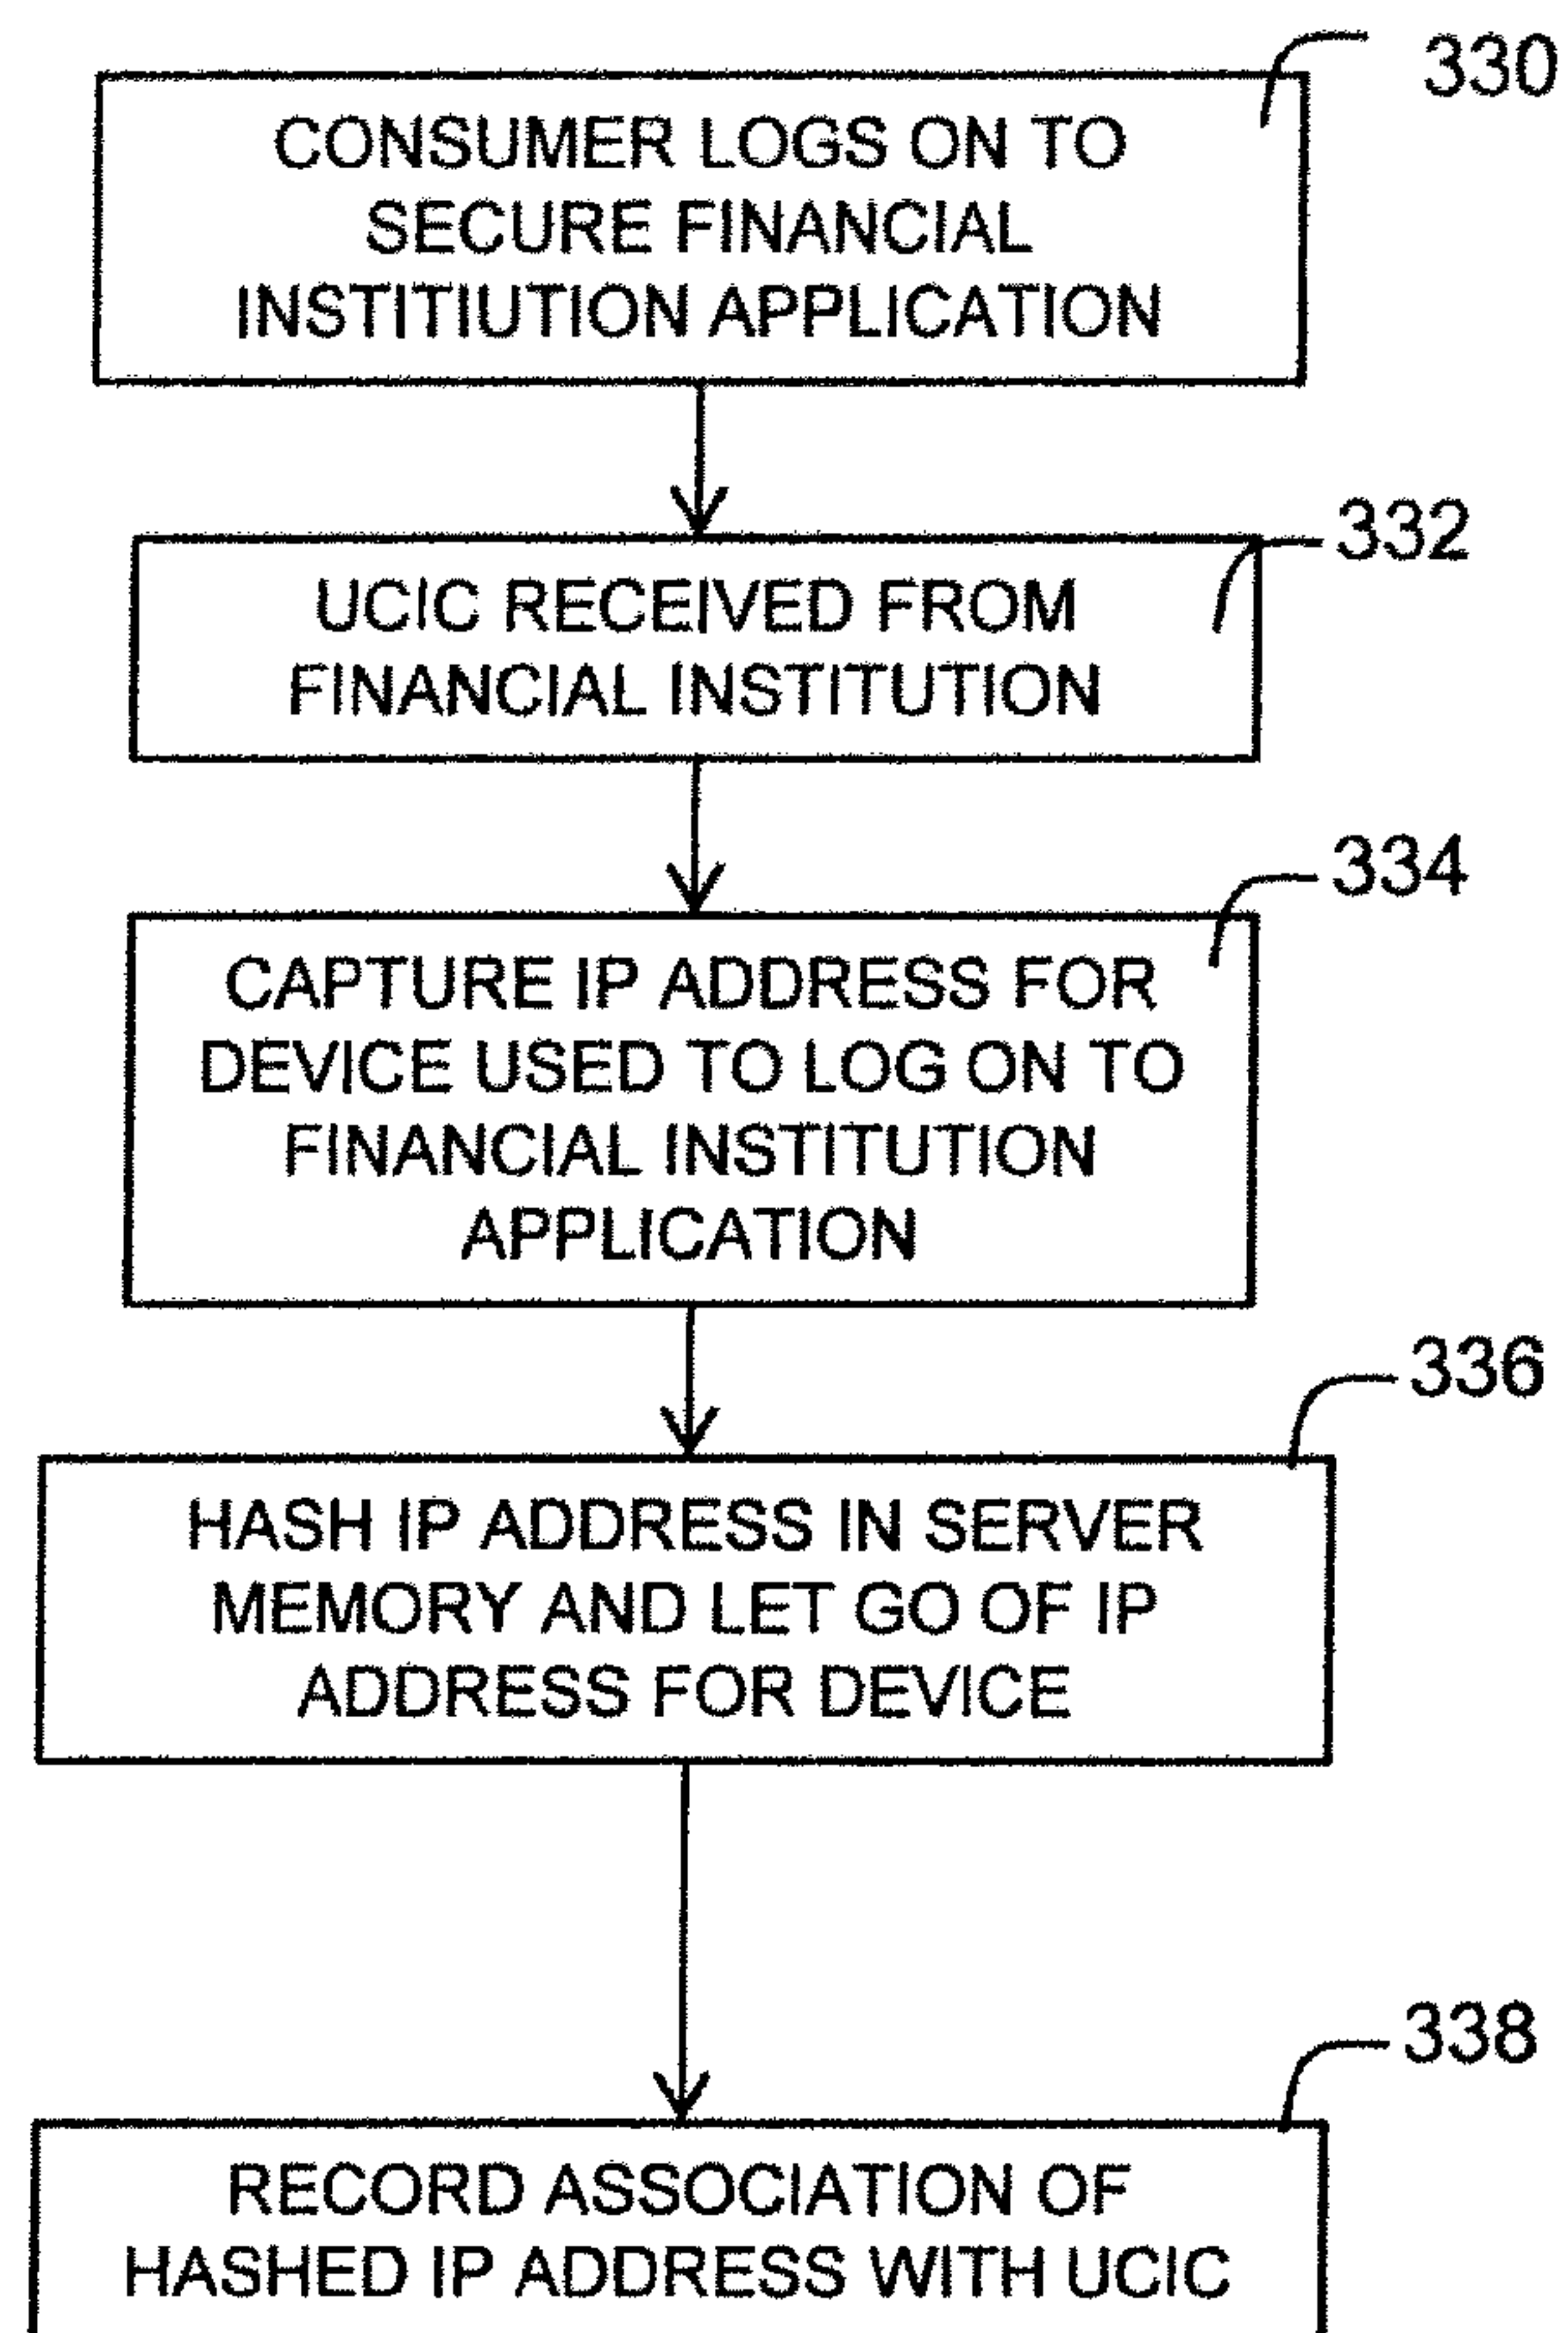 330
CONSUMER LOGS ON TO
SECURE FINANCIAL
INSTITIUTION APPLICATION
332
UCIC RECEIVED FROM
FINANCIAL INSTITUTION
334
CAPTURE IP ADDRESS FOR
DEVICE USED TO LOG ON TO
FINANCIAL INSTITUTION
APPLICATION
336
HASH IP ADDRESS IN SERVER
MEMORY AND LET GO OF IP
ADDRESS FOR DEVICE
338
RECORD ASSOCIATION OF
HASHED IP ADDRESS WITH UCIC